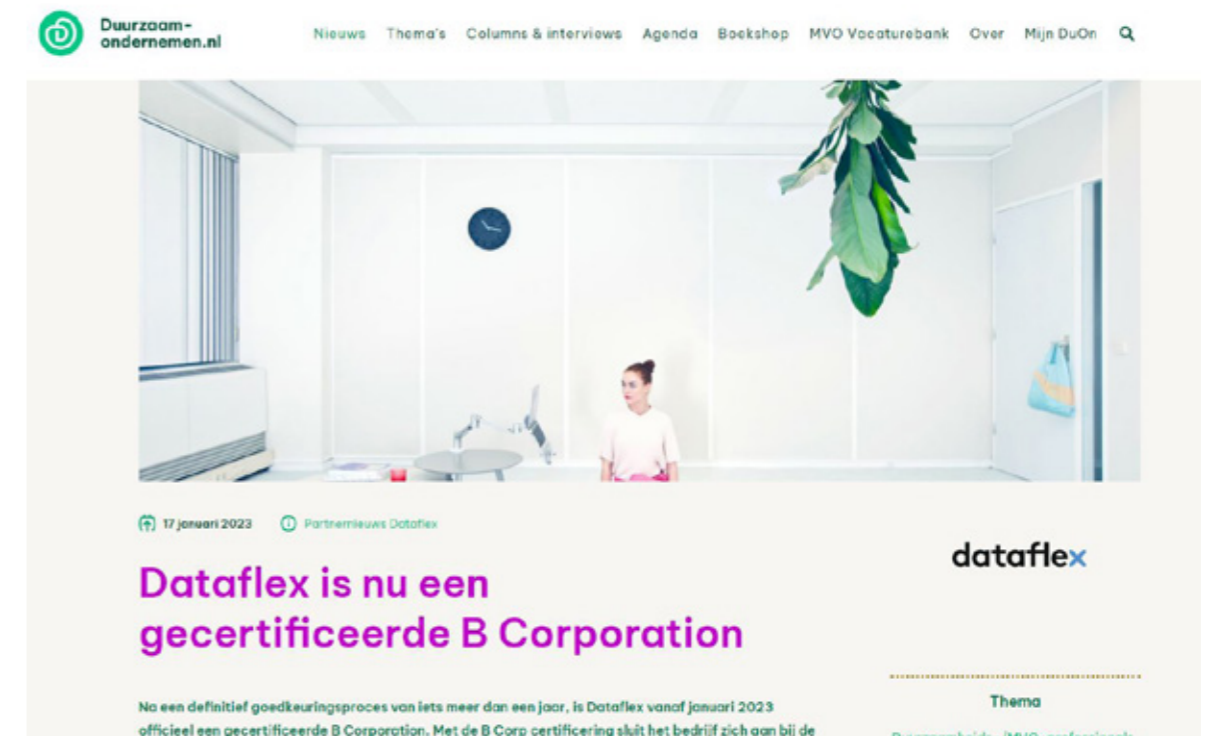 Duurzaam-
ondernemen.nl
Nieuws Thema's Columns & interviews Agenda Boekshop MVO Vacaturebank Over Mijn DuOn
17 januari 2023 Partnernieuws Dataflex
dataflex
Dataflex is nu een
gecertificeerde B Corporation
Na een definitief goedkeuringsproces van iets meer dan een jaar, is Dataflex vanaf januari 2023
officieel een gecertificeerde B Corporation. Met de B Corp certificering sluit het bedrijf zich aan bij de
Thema